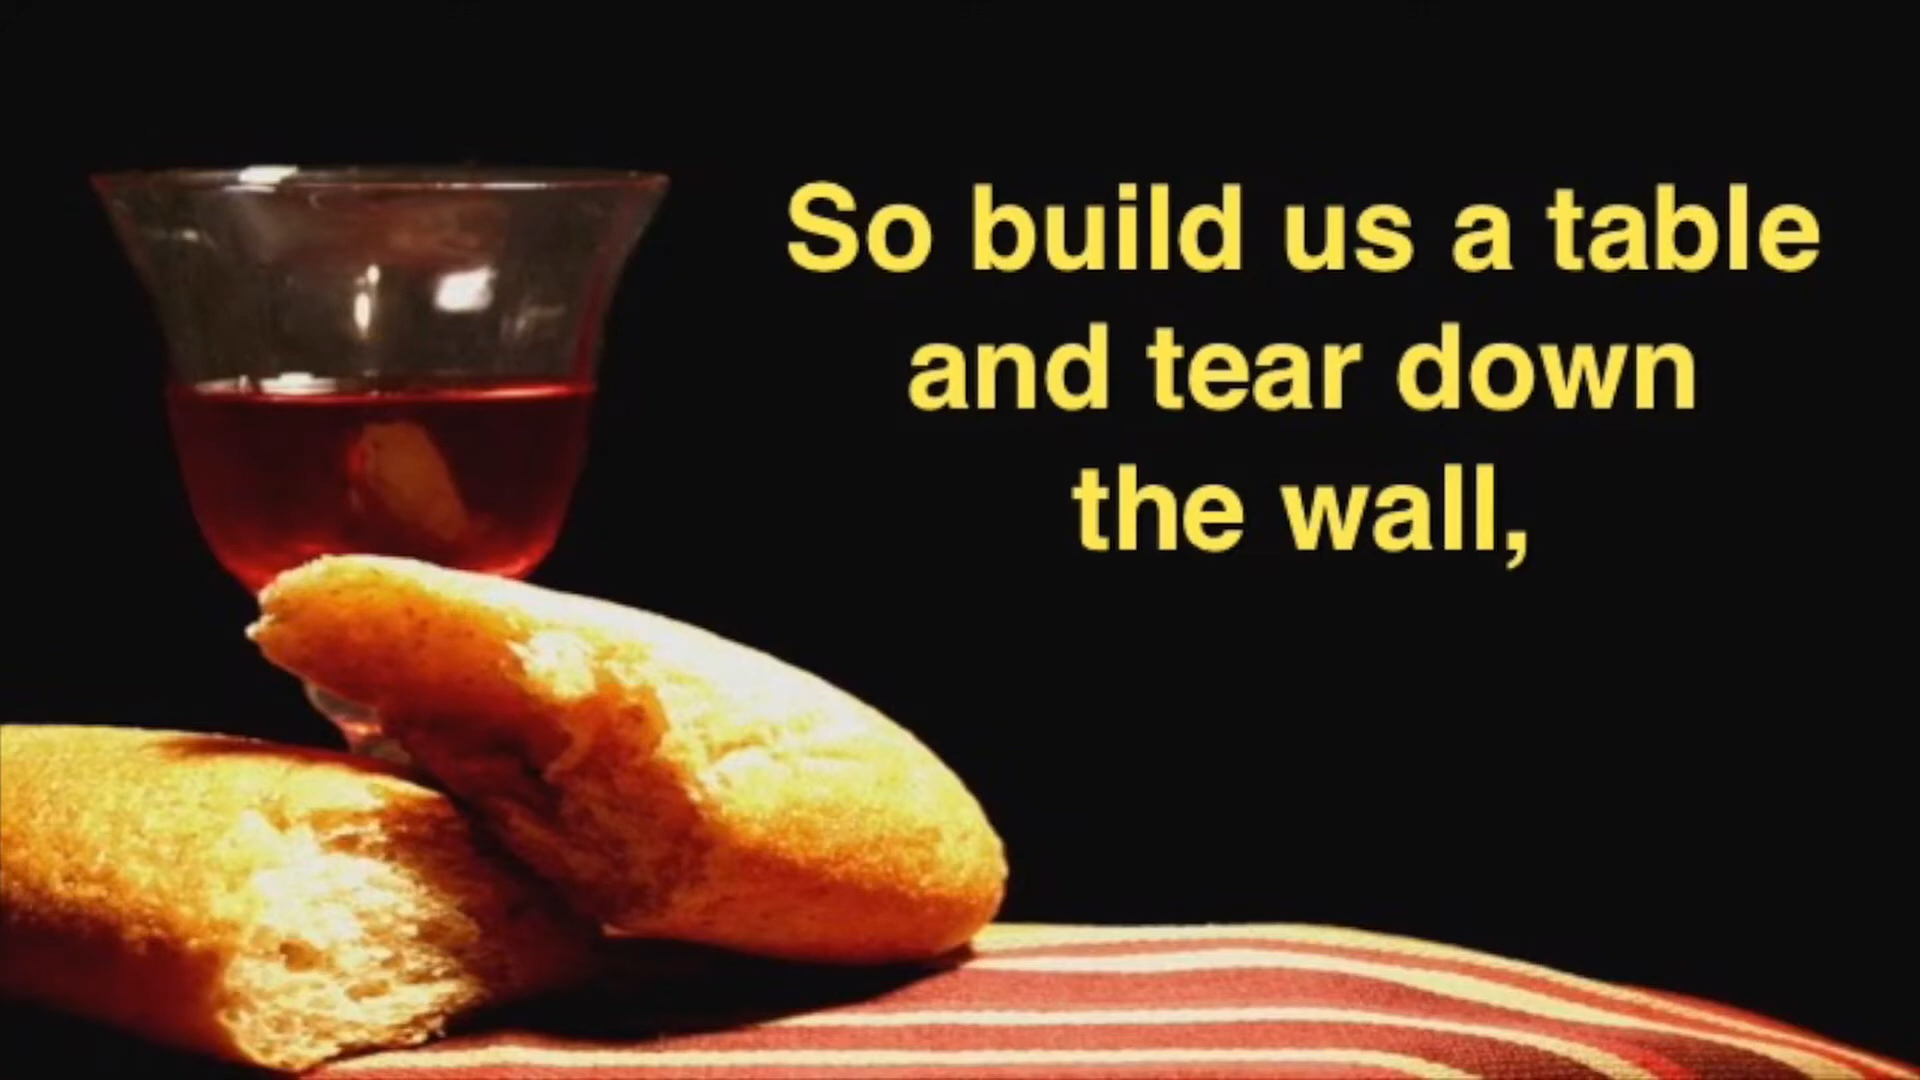 So build us a table
and tear down
the wall,